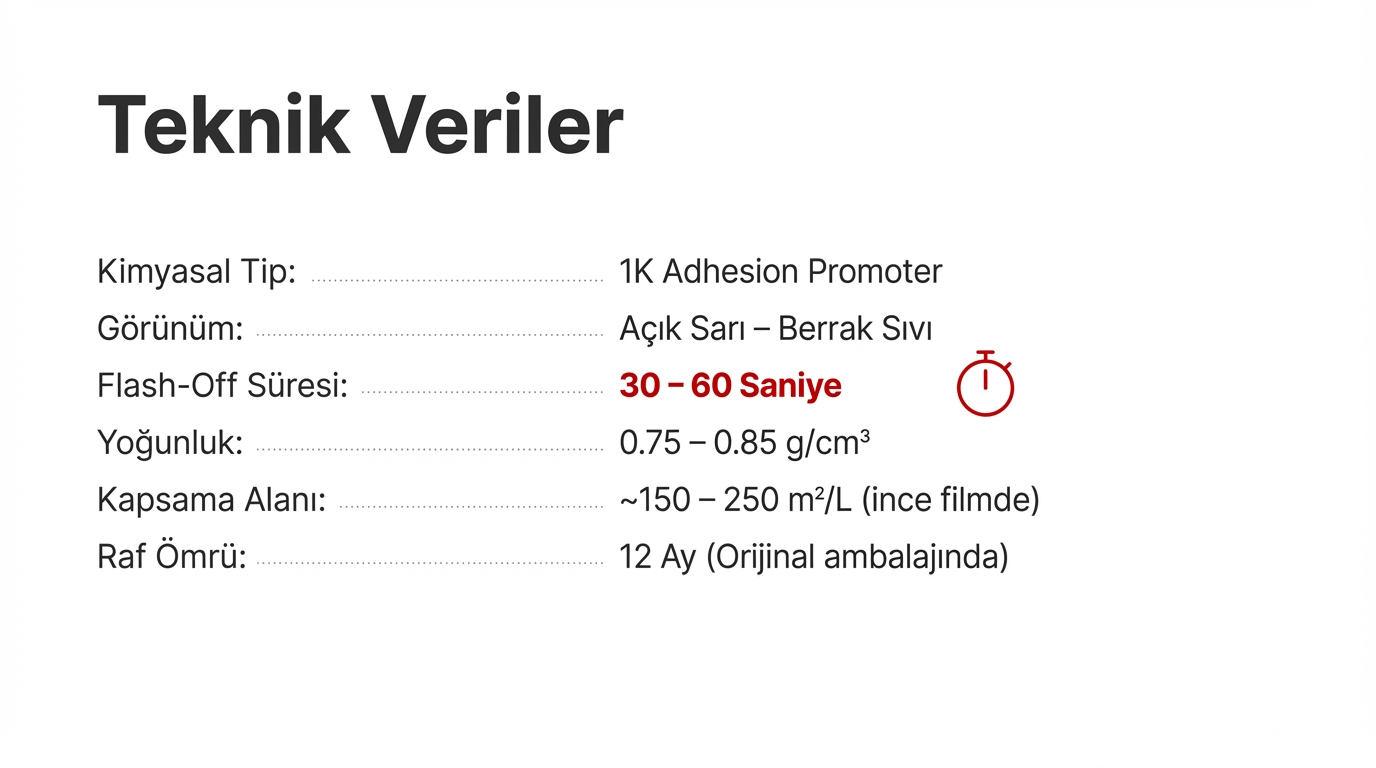 Teknik Veriler
Kimyasal Tip: 1K Adhesion Promoter
Görünüm: Açık Sarı – Berrak Sıvı
Flash-Off Süresi: 30 – 60 Saniye
Yoğunluk: 0.75 – 0.85 g/cm³
Kapsama Alanı: ~150 – 250 m²/L (ince filmde)
Raf Ömrü: 12 Ay (Orijinal ambalajında)